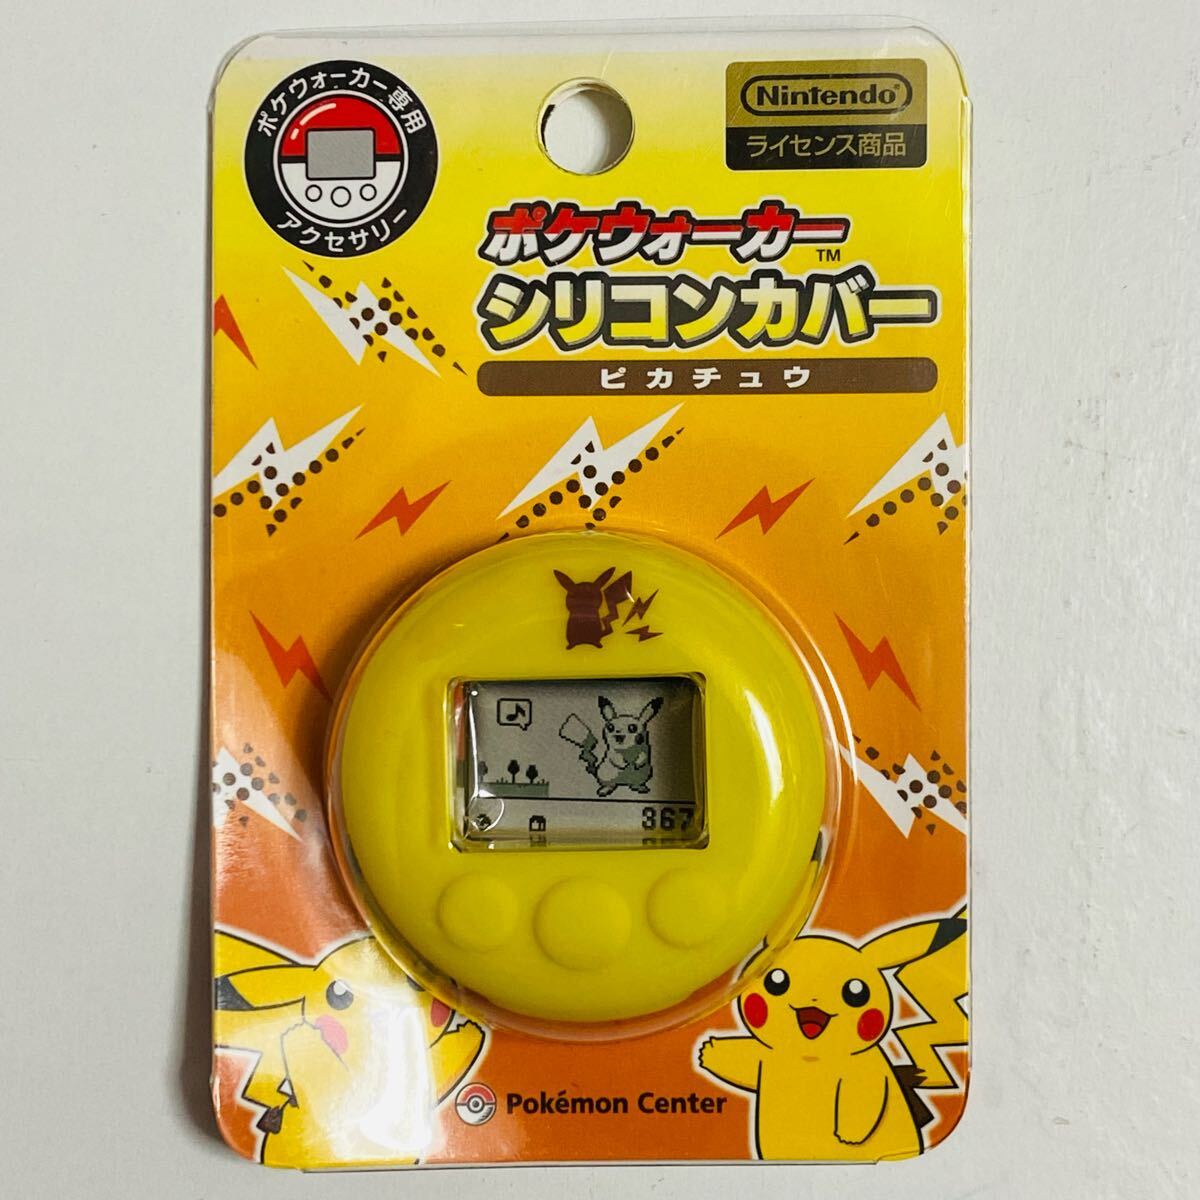 ポケウォーカー専用
アクセサリー
Nintendo
ライセンス商品
ポケウォーカー™
シリコンカバー
ピカチュウ
367
Pokémon Center